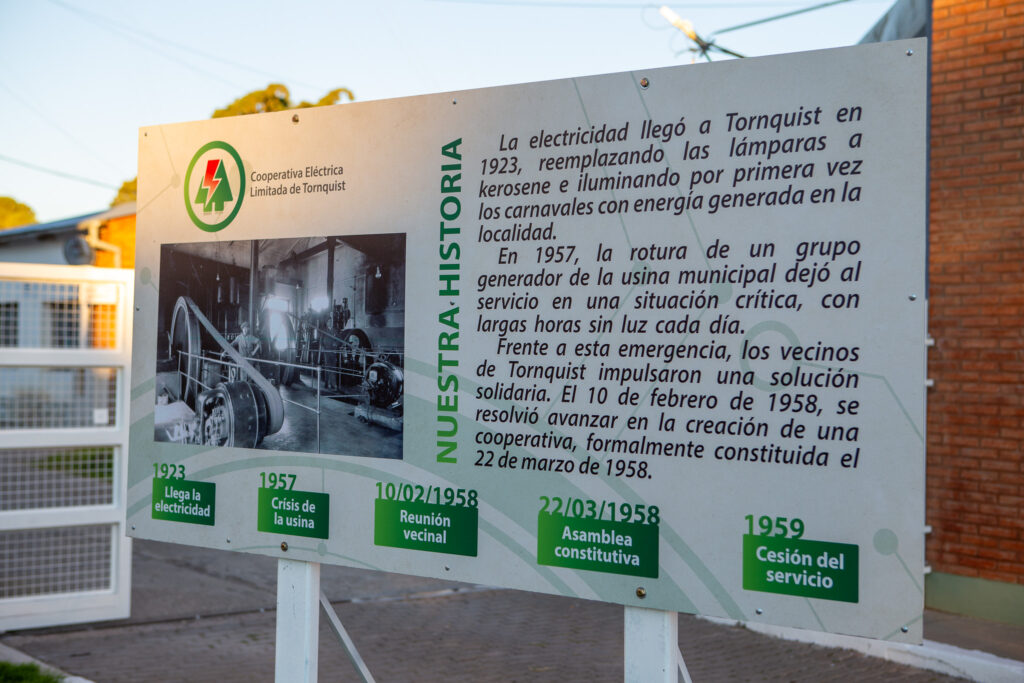 Cooperativa Eléctrica
Limitada de Tornquist
NUESTRA HISTORIA
La electricidad llegó a Tornquist en
1923, reemplazando las lámparas a
kerosene e iluminando por primera vez
los carnavales con energía generada en la
localidad.
En 1957, la rotura de un grupo
generador de la usina municipal dejó al
servicio en una situación crítica, con
largas horas sin luz cada día.
Frente a esta emergencia, los vecinos
de Tornquist impulsaron una solución
solidaria. El 10 de febrero de 1958, se
resolvió avanzar en la creación de una
cooperativa, formalmente constituida el
22 de marzo de 1958.
1923
Llega la
electricidad
1957
Crisis de
la usina
10/02/1958
Reunión
vecinal
22/03/1958
Asamblea
constitutiva
1959
Cesión del
servicio